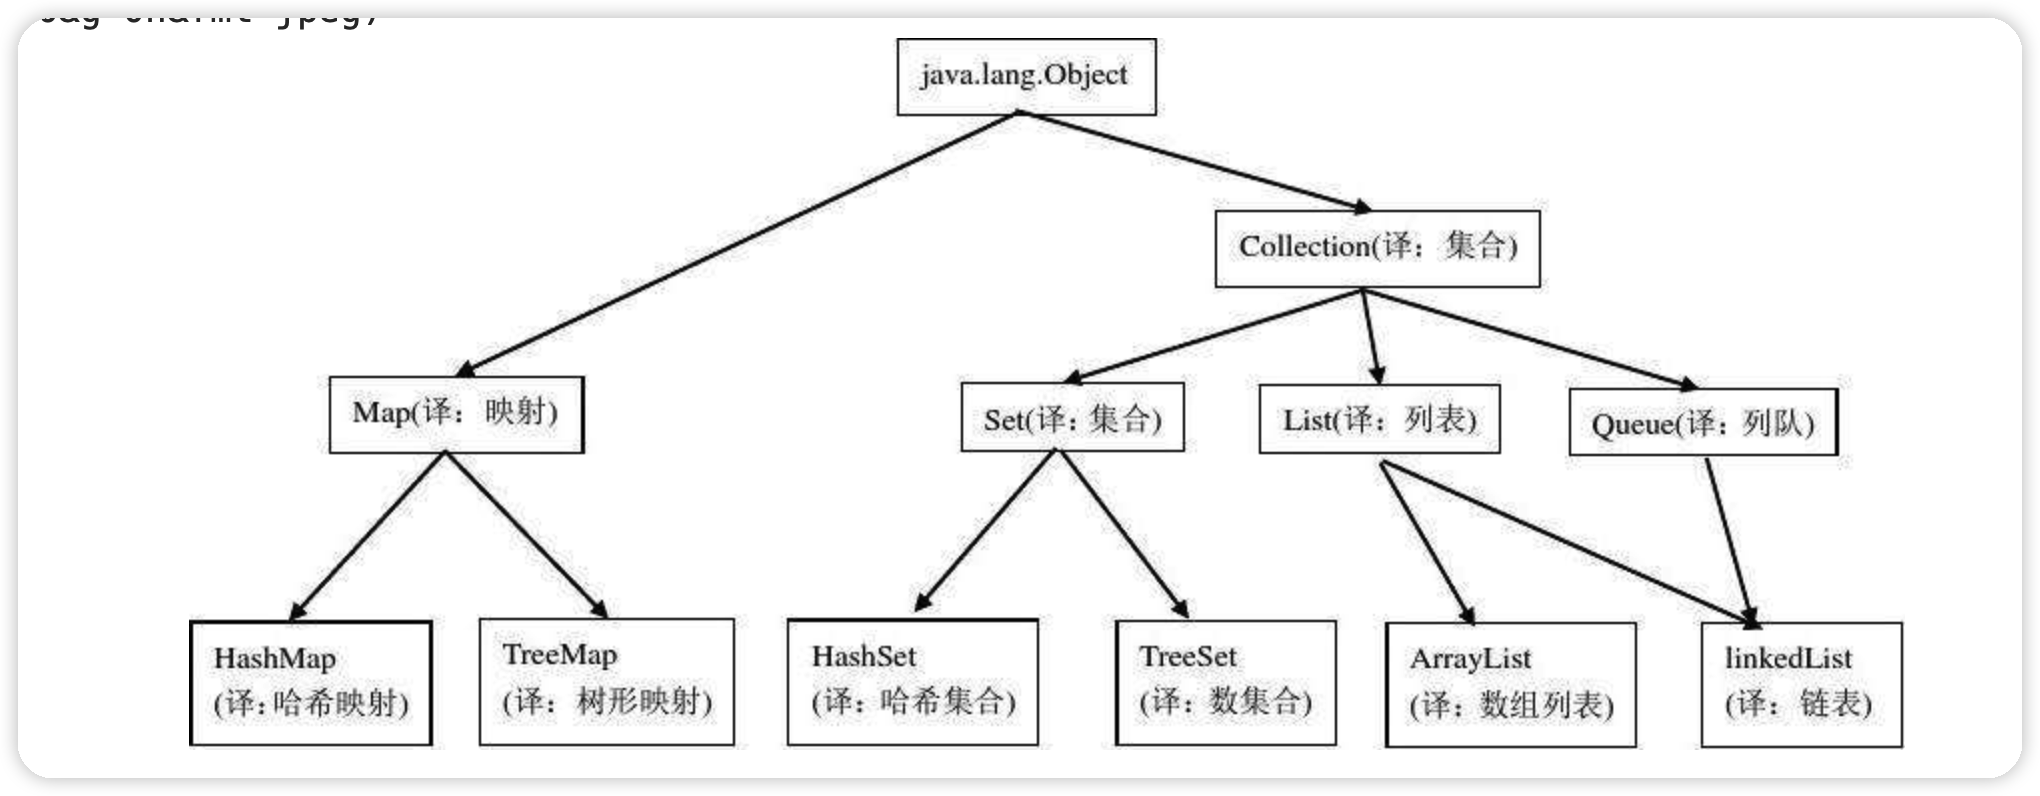 java.lang.Object
Collection(译：集合)
Map(译：映射)
Set(译：集合)
List(译：列表)
Queue(译：列队)
HashMap
(译：哈希映射)
TreeMap
(译：树形映射)
HashSet
(译：哈希集合)
TreeSet
(译：数集合)
ArrayList
(译：数组列表)
linkedList
(译：链表)